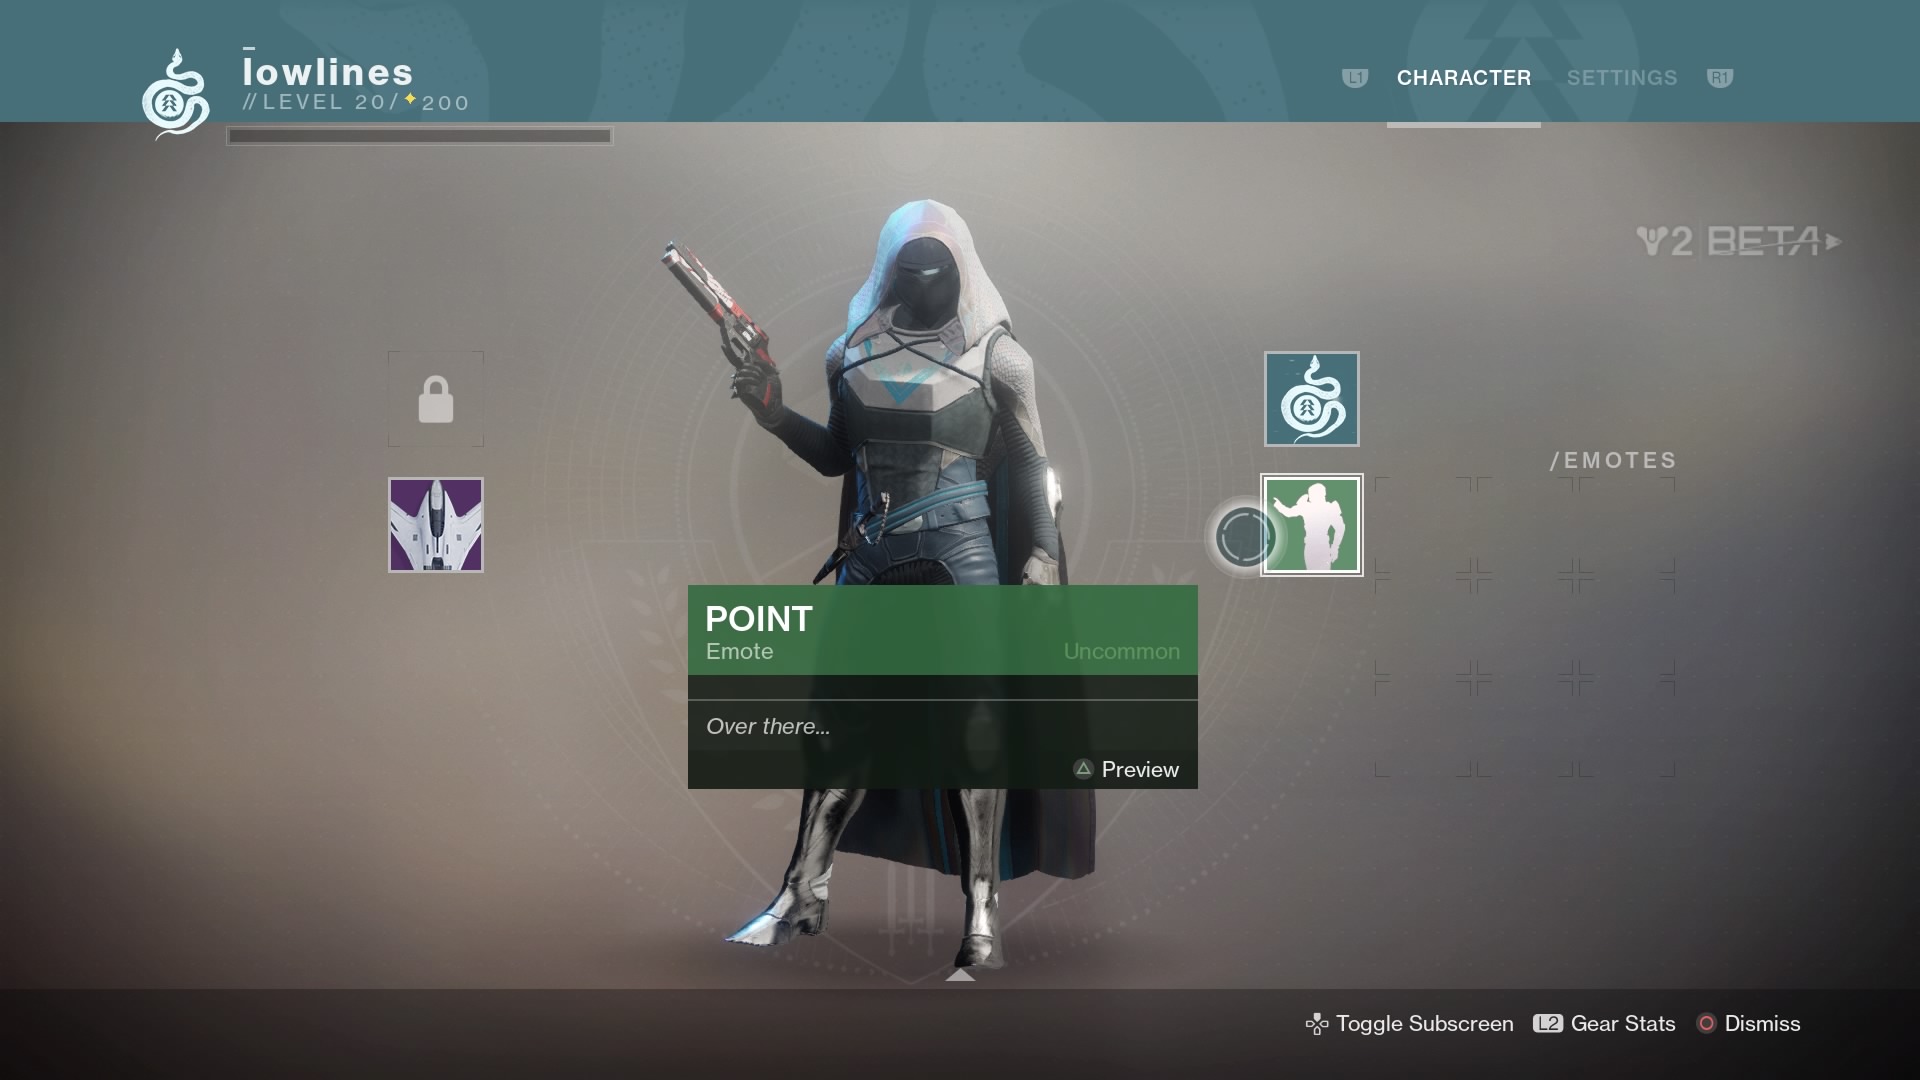 lowlines
//LEVEL 20/✦200
L1 CHARACTER SETTINGS R1
2 BETA
/EMOTES
POINT
Emote Uncommon
Over there...
Preview
Toggle Subscreen L2 Gear Stats Dismiss